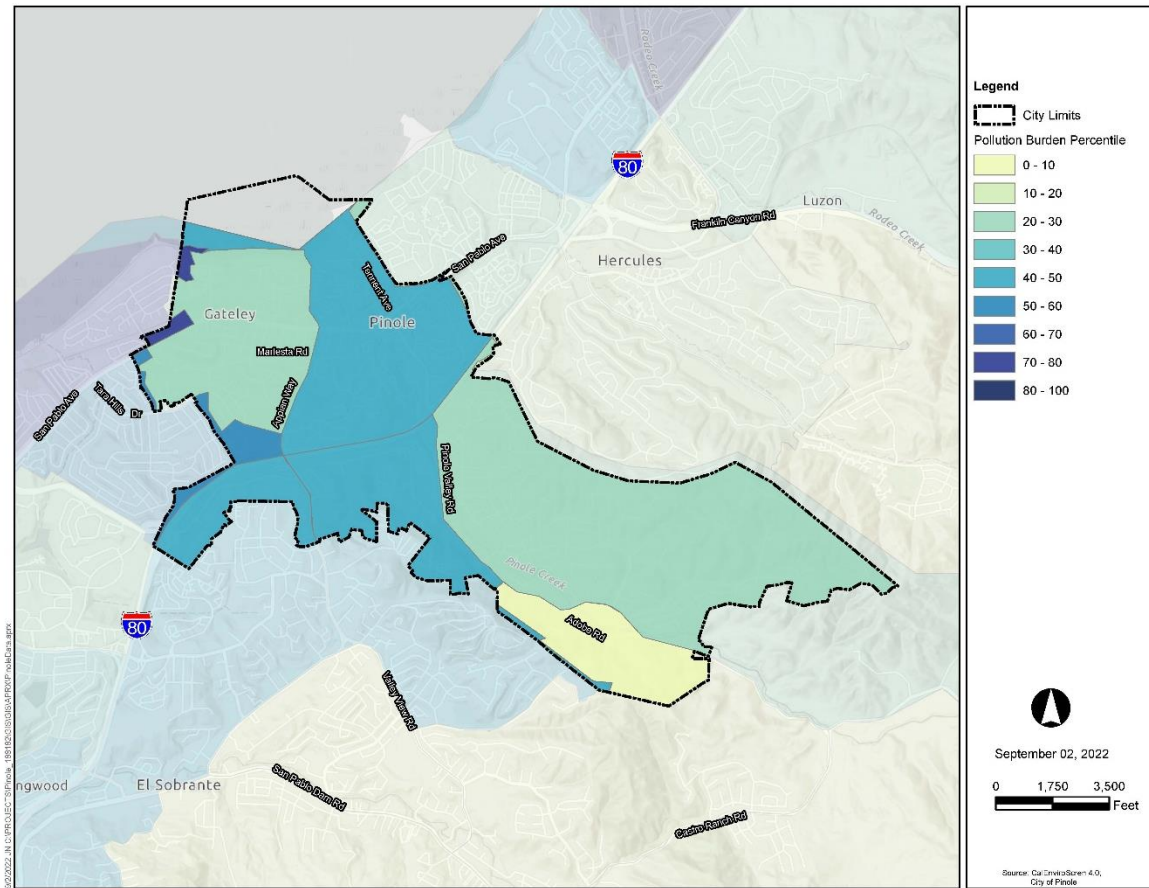 Rodeo Creek
80
Luzon
Franklin Canyon Rd
Rodeo Creek
San Pablo Ave
Hercules
Tennent Ave
Gateley
Pinole
Marlesta Rd
Appian Way
Tara Hills Dr
San Pablo Ave
Pinole Valley Rd
Pinole Creek
Adobe Rd
80
Valley View Rd
El Sobrante
ngwood
San Pablo Dam Rd
Castro Ranch Rd
Legend
City Limits
Pollution Burden Percentile
0 - 10
10 - 20
20 - 30
30 - 40
40 - 50
50 - 60
60 - 70
70 - 80
80 - 100
September 02, 2022
0 1,750 3,500
Feet
Source: CalEnviroScreen 4.0;
City of Pinole